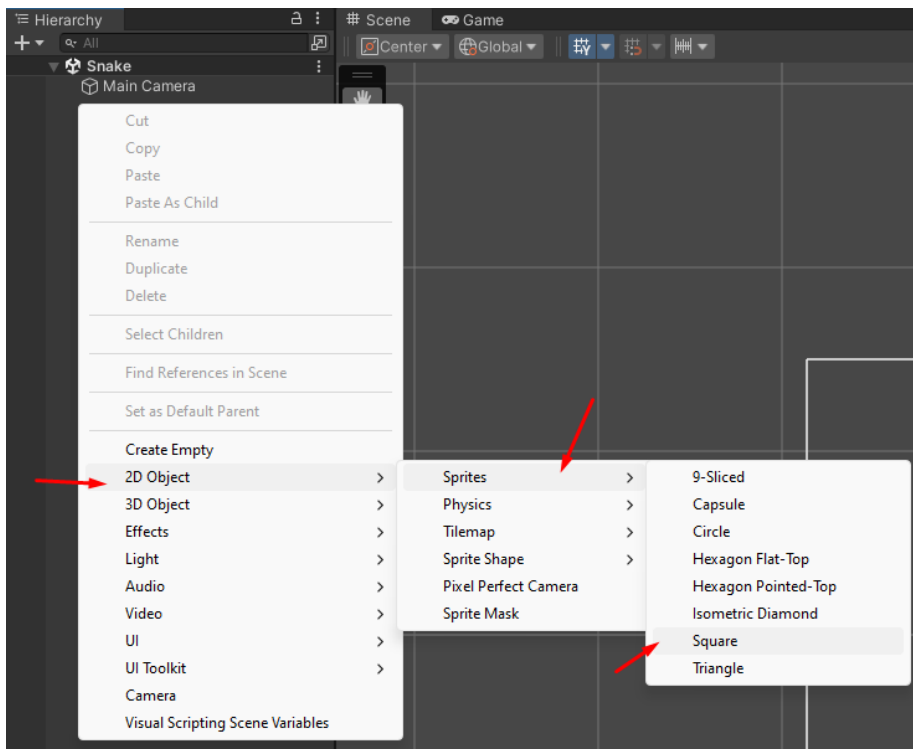 Hierarchy
All
Snake
Main Camera
Scene
Game
Center
Global
Cut
Copy
Paste
Paste As Child
Rename
Duplicate
Delete
Select Children
Find References in Scene
Set as Default Parent
Create Empty
2D Object
3D Object
Effects
Light
Audio
Video
UI
UI Toolkit
Camera
Visual Scripting Scene Variables
Sprites
Physics
Tilemap
Sprite Shape
Pixel Perfect Camera
Sprite Mask
9-Sliced
Capsule
Circle
Hexagon Flat-Top
Hexagon Pointed-Top
Isometric Diamond
Square
Triangle